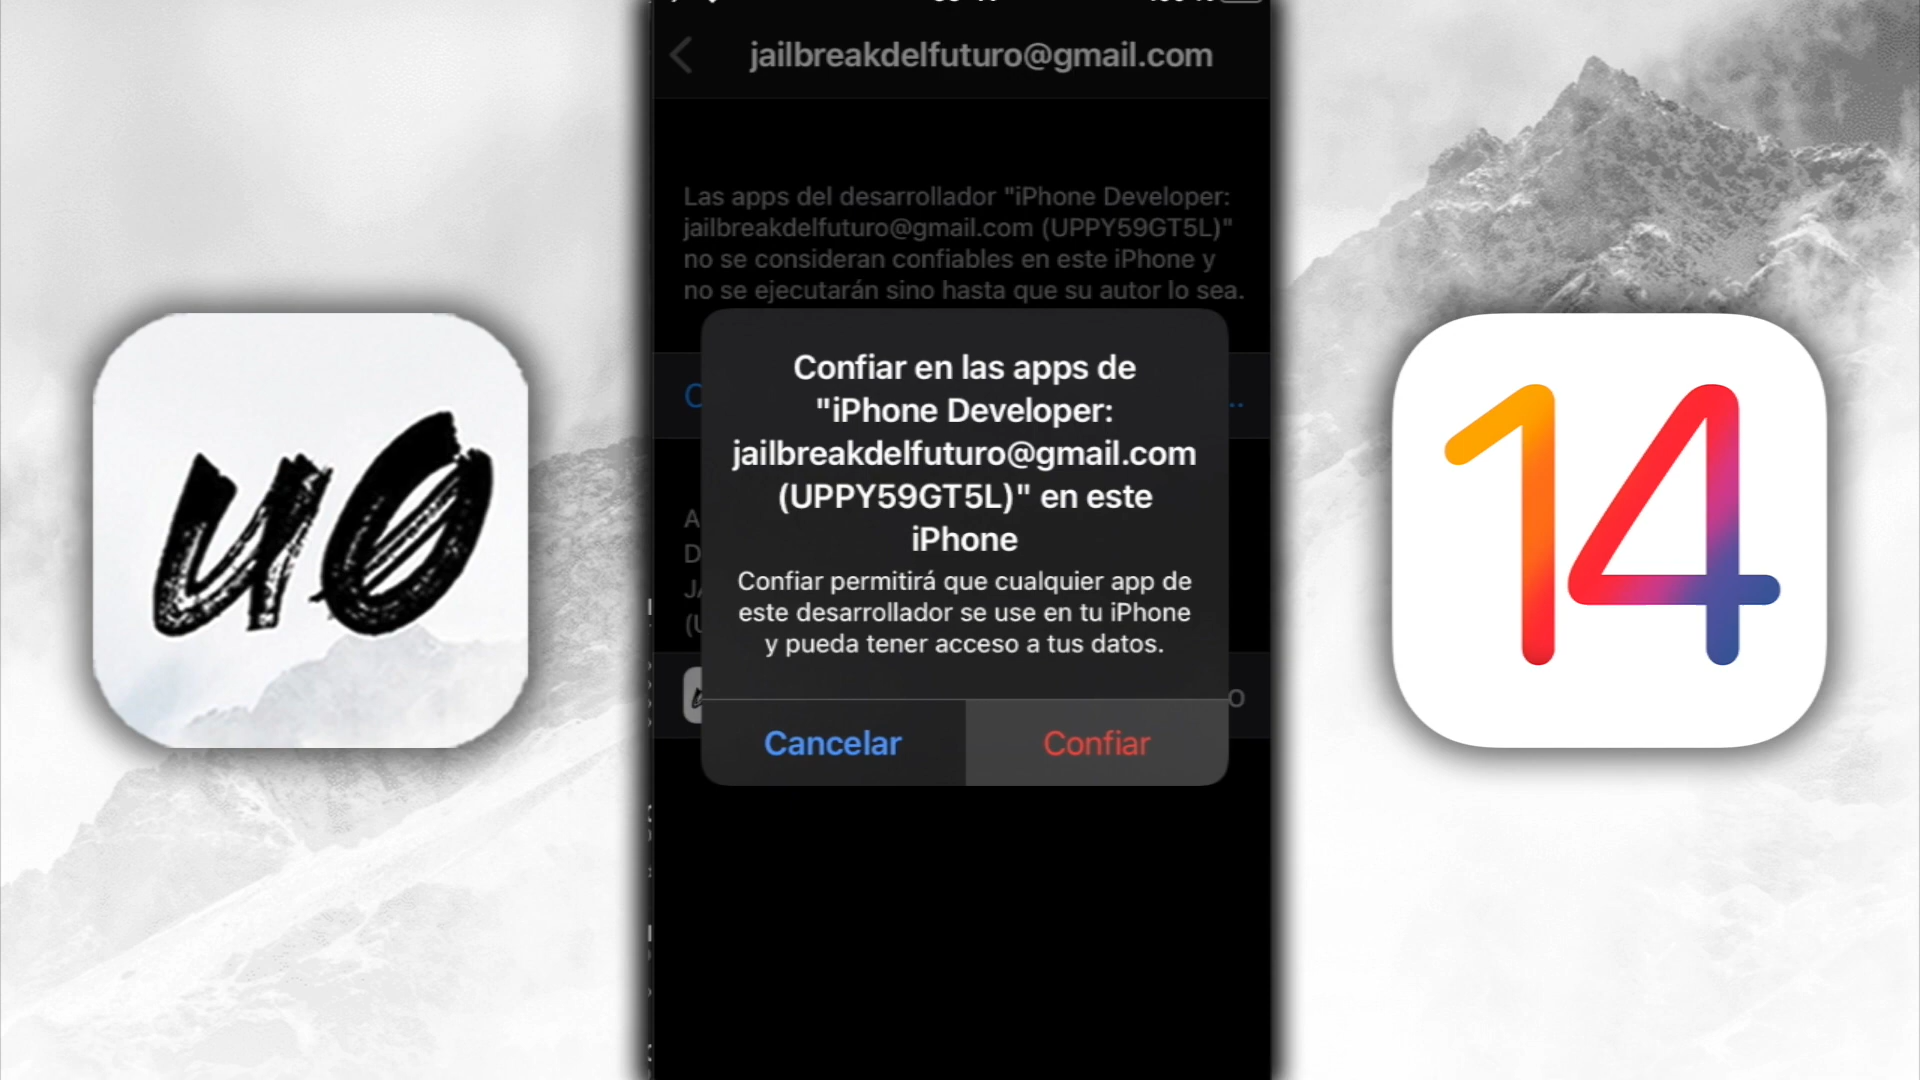 jailbreakdelfuturo@gmail.com
Las apps del desarrollador "iPhone Developer:
jailbreakdelfuturo@gmail.com (UPPY59GT5L)"
no se consideran confiables en este iPhone y
no se ejecutarán sino hasta que su autor lo sea.
Confiar en las apps de
"iPhone Developer:
jailbreakdelfuturo@gmail.com
(UPPY59GT5L)" en este
iPhone
Confiar permitirá que cualquier app de
este desarrollador se use en tu iPhone
y pueda tener acceso a tus datos.
Cancelar
Confiar
u0
14